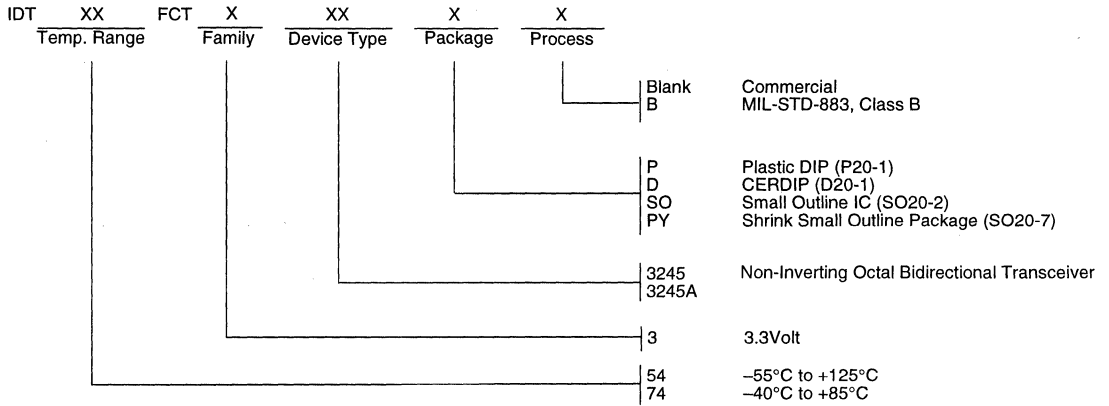 IDT XX FCT X XX X X
Temp. Range Family Device Type Package Process
Blank Commercial
B MIL-STD-883, Class B
P Plastic DIP (P20-1)
D CERDIP (D20-1)
SO Small Outline IC (SO20-2)
PY Shrink Small Outline Package (SO20-7)
3245 Non-Inverting Octal Bidirectional Transceiver
3245A
3 3.3Volt
54 –55°C to +125°C
74 –40°C to +85°C